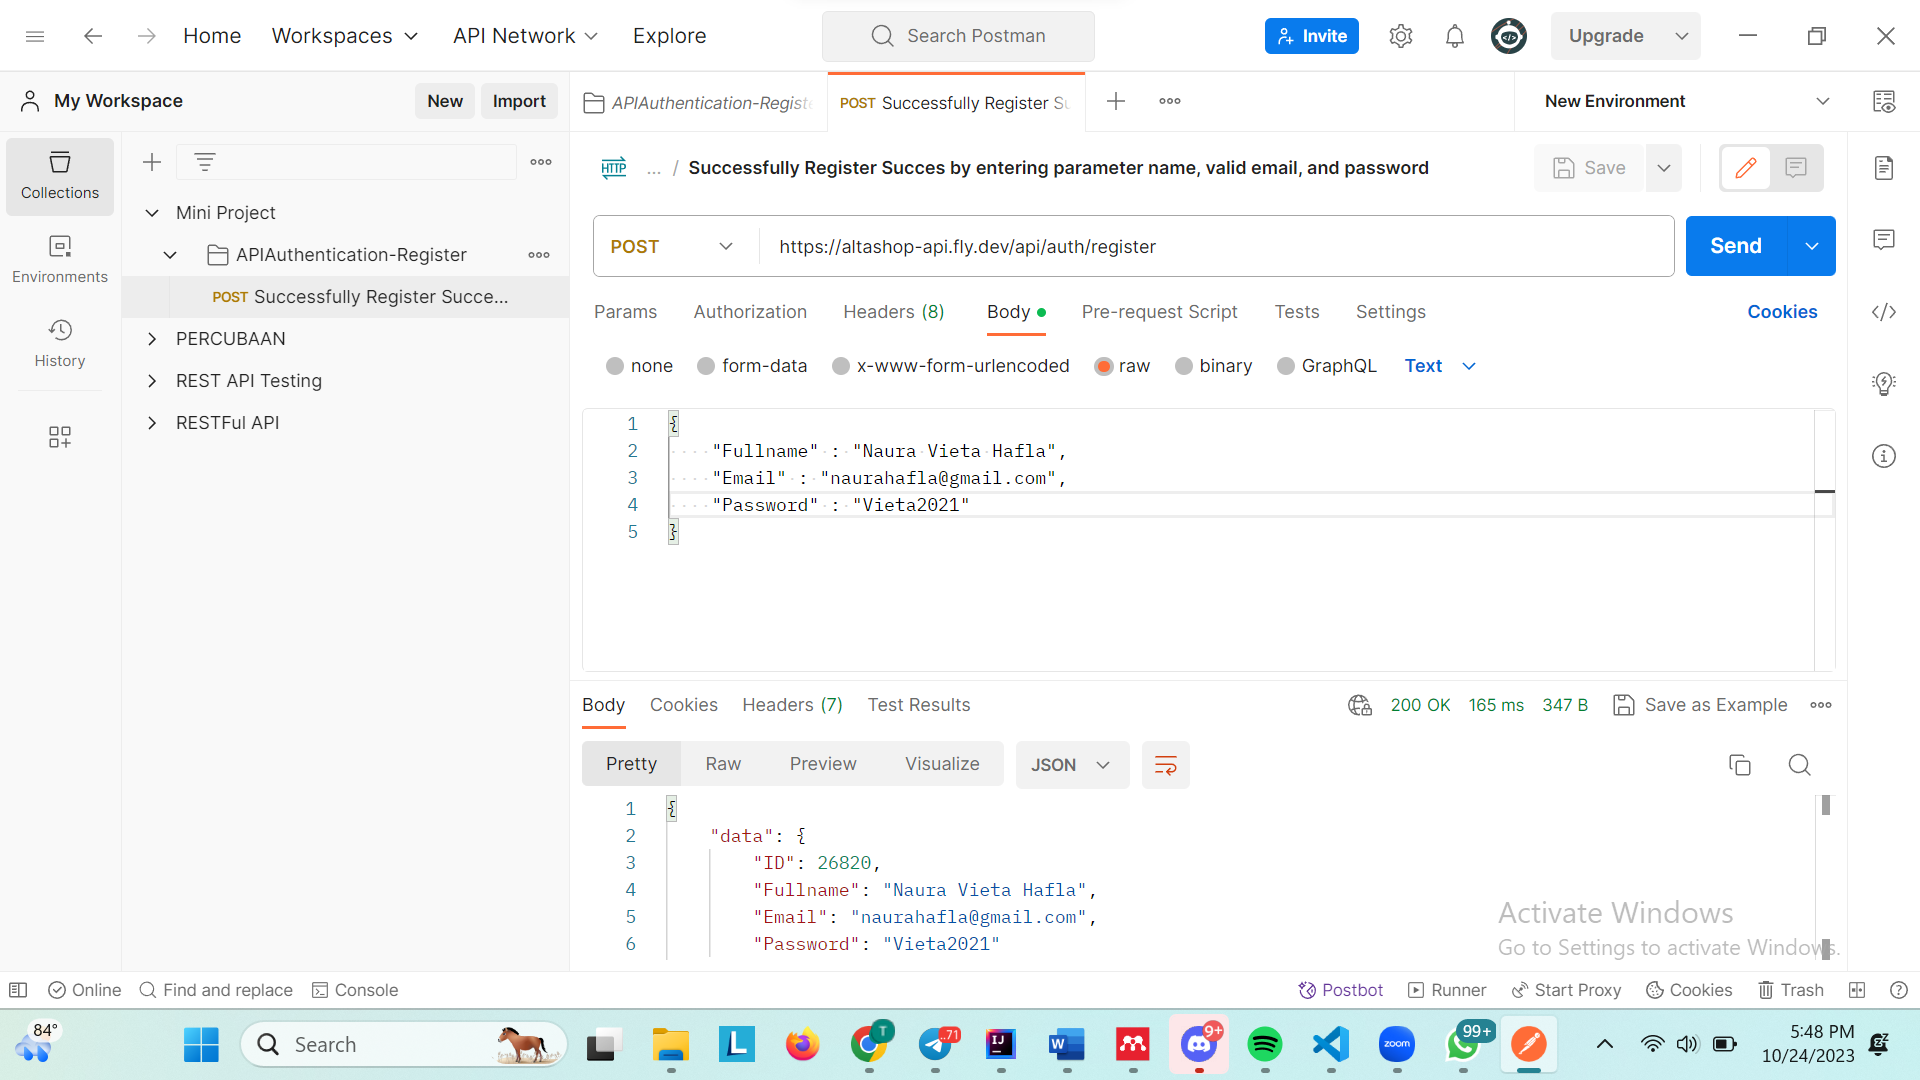 Home
Workspaces
API Network
Explore
Search Postman
Invite
Upgrade
My Workspace
New
Import
APIAuthentication-Registe
POST Successfully Register Su
New Environment
Collections
Environments
History
Mini Project
APIAuthentication-Register
POST Successfully Register Succe...
PERCUBAAN
REST API Testing
RESTFul API
HTTP
... / Successfully Register Succes by entering parameter name, valid email, and password
Save
POST
https://altashop-api.fly.dev/api/auth/register
Send
Params
Authorization
Headers (8)
Body
Pre-request Script
Tests
Settings
Cookies
none
form-data
x-www-form-urlencoded
raw
binary
GraphQL
Text
1 {
2 "Fullname" : "Naura Vieta Hafla",
3 "Email" : "naurahafla@gmail.com",
4 "Password" : "Vieta2021"
5 }
Body
Cookies
Headers (7)
Test Results
200 OK
165 ms
347 B
Save as Example
Pretty
Raw
Preview
Visualize
JSON
1 {
2 "data": {
3 "ID": 26820,
4 "Fullname": "Naura Vieta Hafla",
5 "Email": "naurahafla@gmail.com",
6 "Password": "Vieta2021"
Activate Windows
Go to Settings to activate Windows.
Online
Find and replace
Console
Postbot
Runner
Start Proxy
Cookies
Trash
84°
Search
L
T
..71
IJ
W
9+
zoom
99+
5:48 PM
10/24/2023